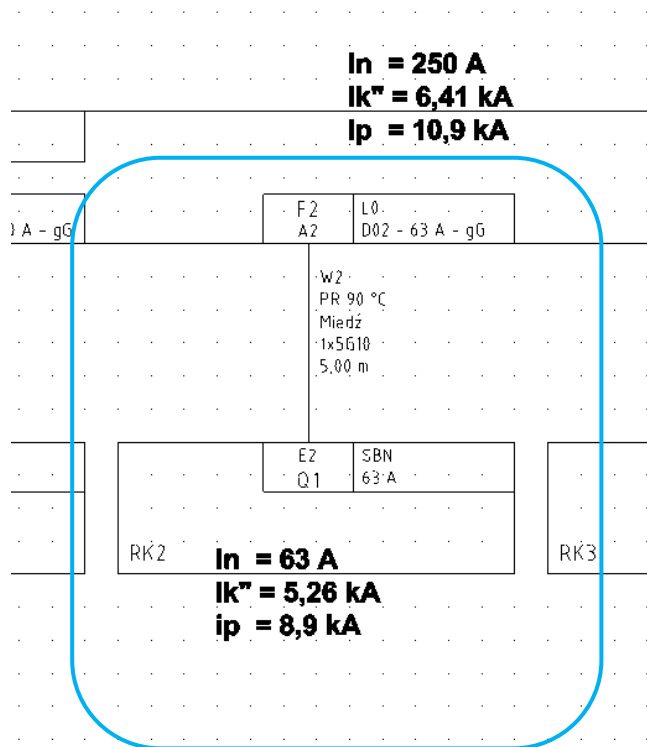 In = 250 A
Ik" = 6,41 kA
Ip = 10,9 kA
A - gG
F2
A2
L0
D02 - 63 A - gG
W2
PR 90 °C
Miedź
1x5G10
5,00 m
E2
Q1
SBN
63 A
RK2
RK3
In = 63 A
Ik" = 5,26 kA
ip = 8,9 kA